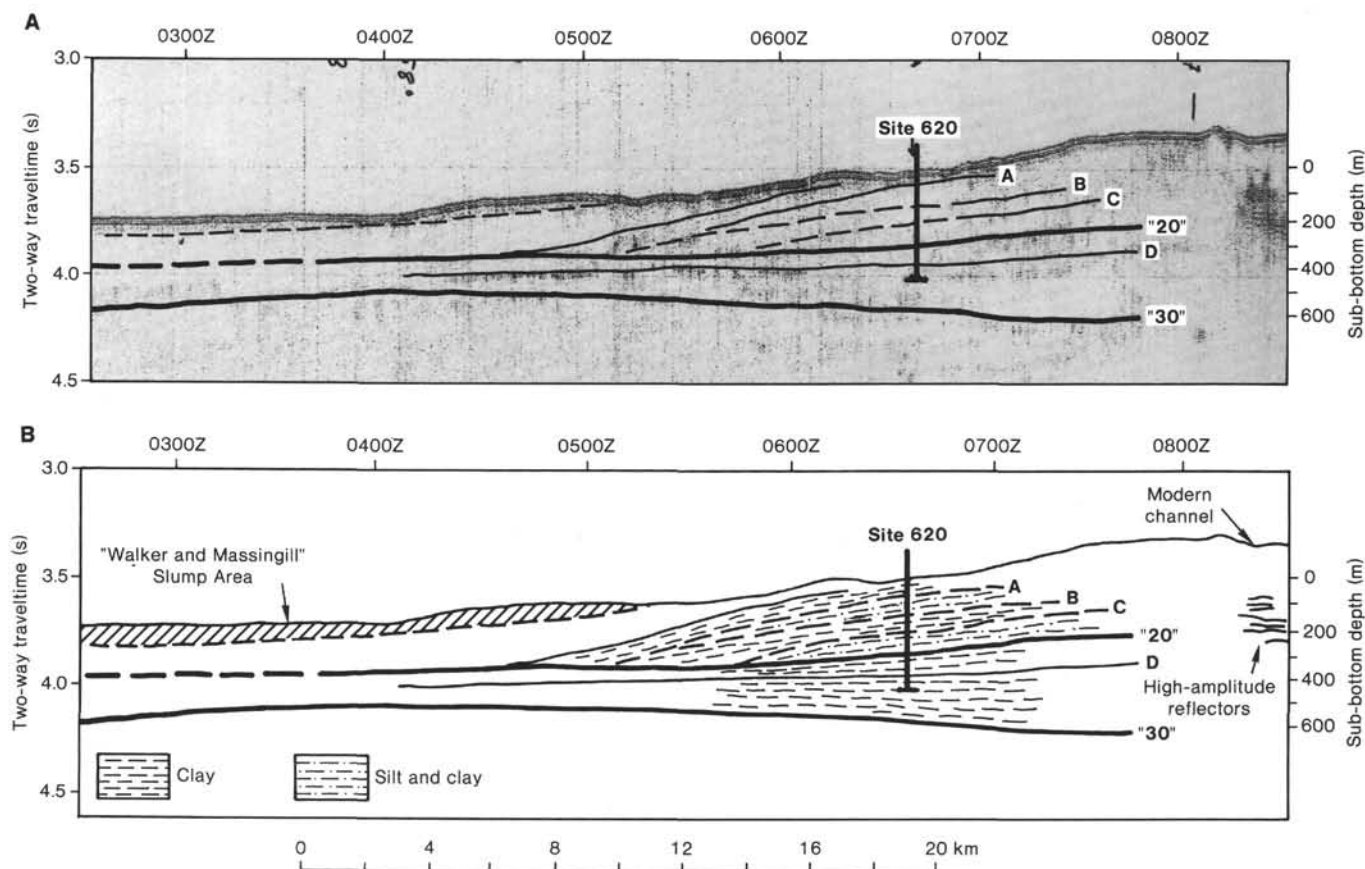 A
0300Z 0400Z 0500Z 0600Z 0700Z 0800Z
3.0
3.5
4.0
4.5
Two-way traveltime (s)
Site 620
A
B
C
"20"
D
"30"
0
200
400
600
Sub-bottom depth (m)
B
0300Z 0400Z 0500Z 0600Z 0700Z 0800Z
3.0
3.5
4.0
4.5
Two-way traveltime (s)
"Walker and Massingill"
Slump Area
Site 620
Modern
channel
A
B
C
"20"
D
"30"
High-amplitude
reflectors
0
200
400
600
Sub-bottom depth (m)
Clay
Silt and clay
0 4 8 12 16 20 km